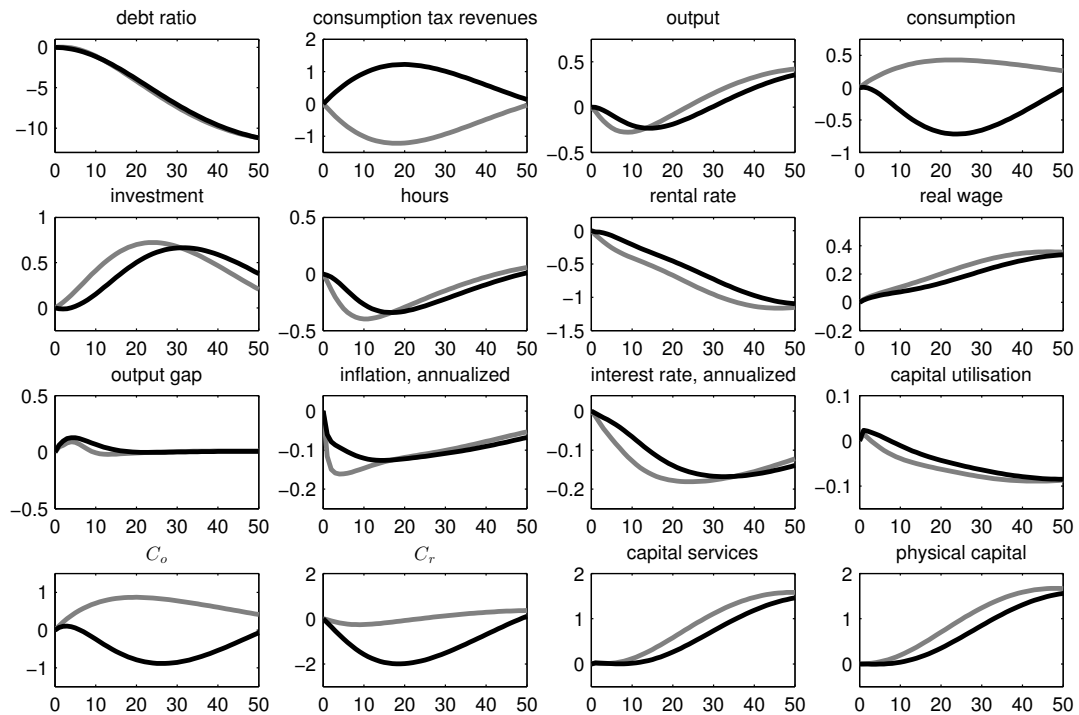 debt ratio consumption tax revenues output consumption
0 −5 −10
2 1 0 −1
0.5 0 −0.5
0.5 0 −0.5 −1
0 10 20 30 40 50 0 10 20 30 40 50 0 10 20 30 40 50 0 10 20 30 40 50
investment hours rental rate real wage
1 0.5 0
0.5 0 −0.5
0 −0.5 −1 −1.5
0.4 0.2 0 −0.2
0 10 20 30 40 50 0 10 20 30 40 50 0 10 20 30 40 50 0 10 20 30 40 50
output gap inflation, annualized interest rate, annualized capital utilisation
0.5 0 −0.5
0 −0.1 −0.2
0 −0.1 −0.2
0.1 0 −0.1
0 10 20 30 40 50 0 10 20 30 40 50 0 10 20 30 40 50 0 10 20 30 40 50
C_o C_r capital services physical capital
1 0 −1
2 0 −2
2 1 0
2 1 0
0 10 20 30 40 50 0 10 20 30 40 50 0 10 20 30 40 50 0 10 20 30 40 50